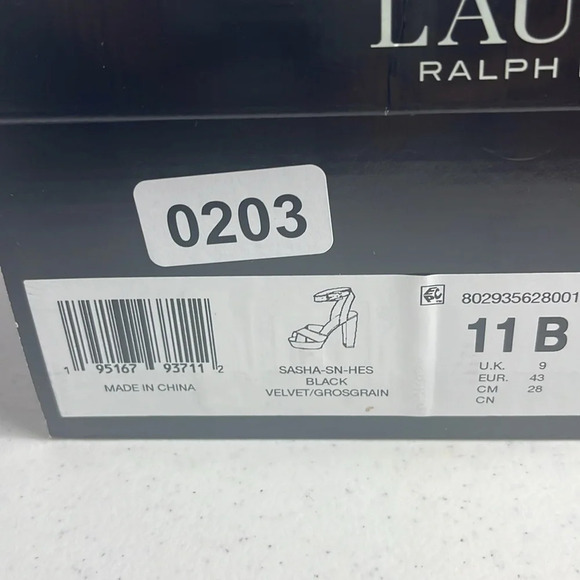 LAU
RALPH
0203
1 95167 93711 2
MADE IN CHINA
SASHA-SN-HES
BLACK
VELVET/GROSGRAIN
802935628001
11 B
U.K. 9
EUR. 43
CM 28
CN